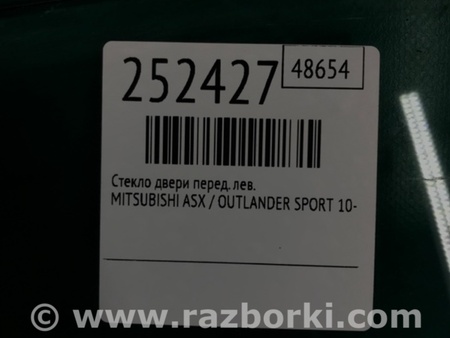 252427
48654
Стекло двери перед. лев.
MITSUBISHI ASX / OUTLANDER SPORT 10-
© www.razborki.com